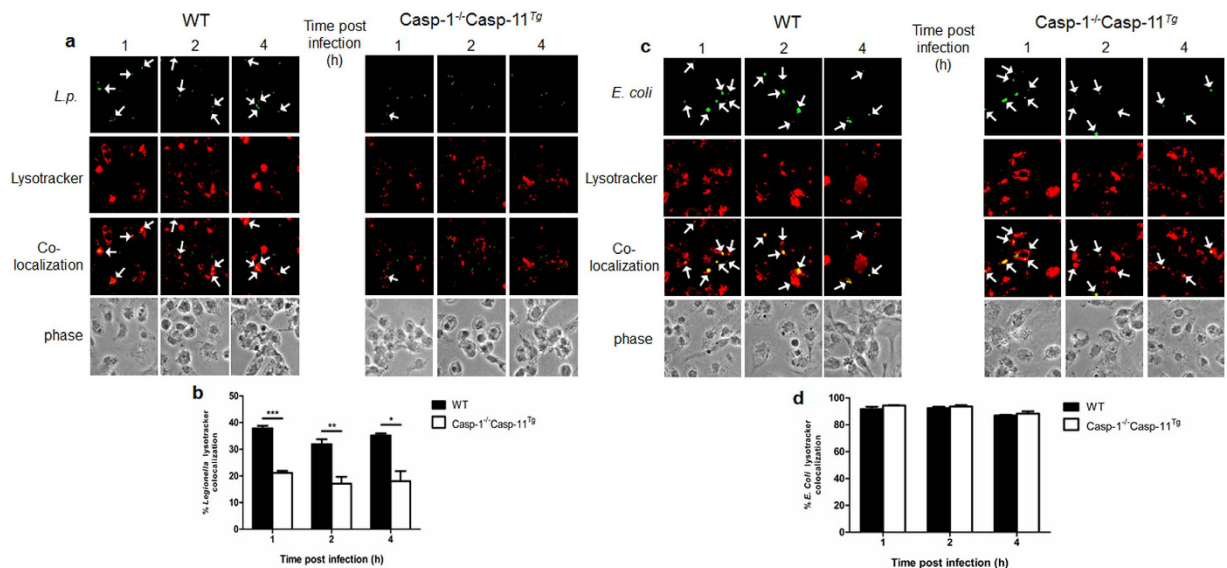 WT
Time post
infection
(h)
Casp-1-/-Casp-11Tg
a
1
2
4
1
2
4
L.p.
Lysotracker
Co-
localization
phase
b
% Legionella lysotracker
colocalization
50
40
30
20
10
0
***
**
*
WT
Casp-1-/-Casp-11Tg
1
2
4
Time post infection (h)
WT
Time post
infection
(h)
Casp-1-/-Casp-11Tg
c
1
2
4
1
2
4
E. coli
Lysotracker
Co-
localization
phase
d
% E. Coli lysotracker
colocalization
100
80
60
40
20
0
WT
Casp-1-/-Casp-11Tg
1
2
4
Time post infection (h)